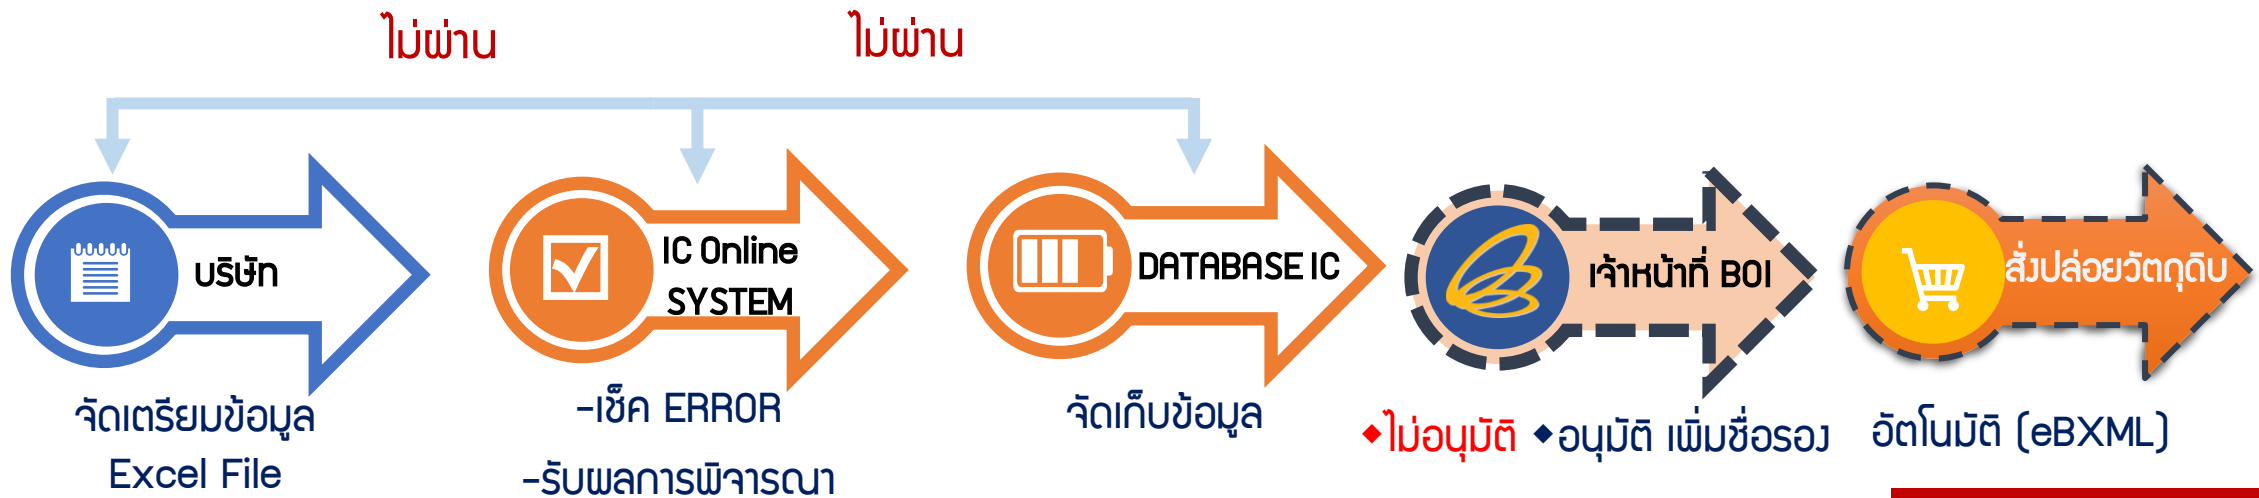 ไม่ผ่าน
ไม่ผ่าน
บริษัท
IC Online
SYSTEM
DATABASE IC
เจ้าหน้าที่ BOI
สั่งปล่อยวัตถุดิบ
จัดเตรียมข้อมูล
Excel File
-เช็ค ERROR
-รับผลการพิจารณา
จัดเก็บข้อมูล
◆ไม่อนุมัติ ◆อนุมัติ เพิ่มชื่อรอง
อัตโนมัติ (eBXML)